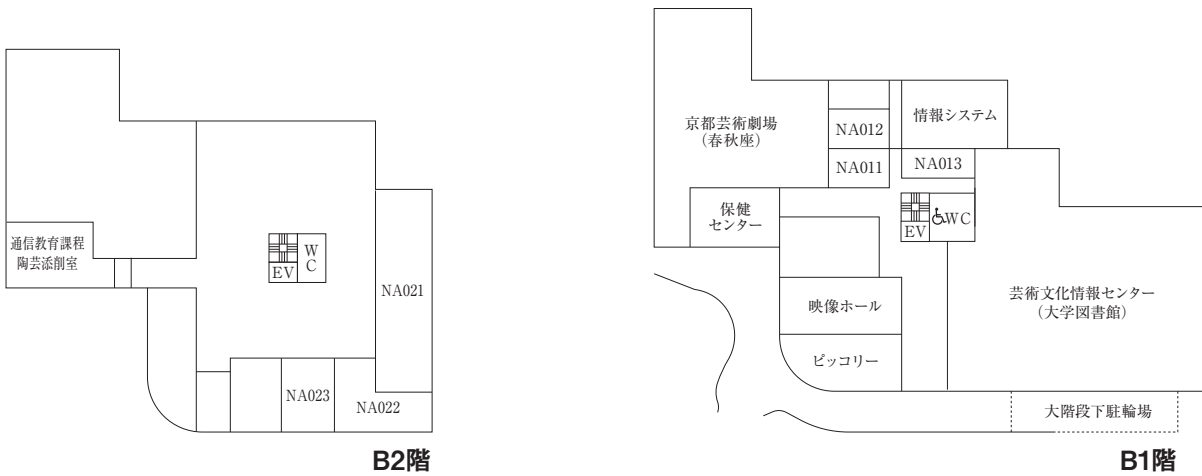 通信教育課程
陶芸添削室
EV
WC
NA021
NA023
NA022
B2階
京都芸術劇場
（春秋座）
NA012
情報システム
NA011
NA013
保健
センター
EV
WC
映像ホール
芸術文化情報センター
（大学図書館）
ピッコリー
大階段下駐輪場
B1階